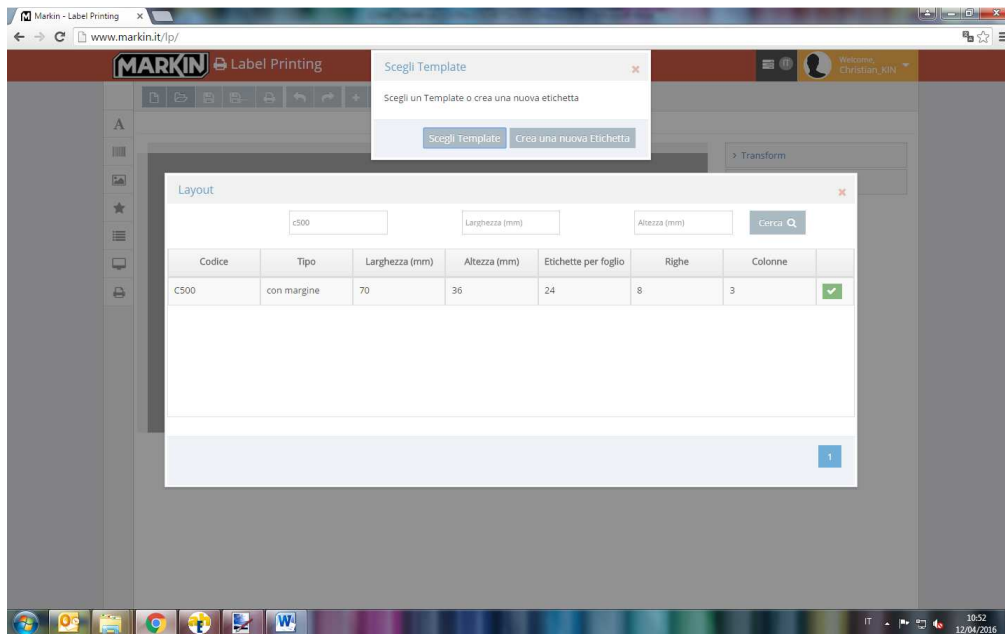 Markin - Label Printing
www.markin.it/lp/
MARKIN Label Printing
Scegli Template
IT
Welcome,
Christian_KIN
Scegli un Template o crea una nuova etichetta
Scegli Template Crea una nuova Etichetta
A
> Transform
Layout
c500 Larghezza (mm) Altezza (mm) Cerca
Codice Tipo Larghezza (mm) Altezza (mm) Etichette per foglio Righe Colonne
C500 con margine 70 36 24 8 3
1
IT 10:52
12/04/2016